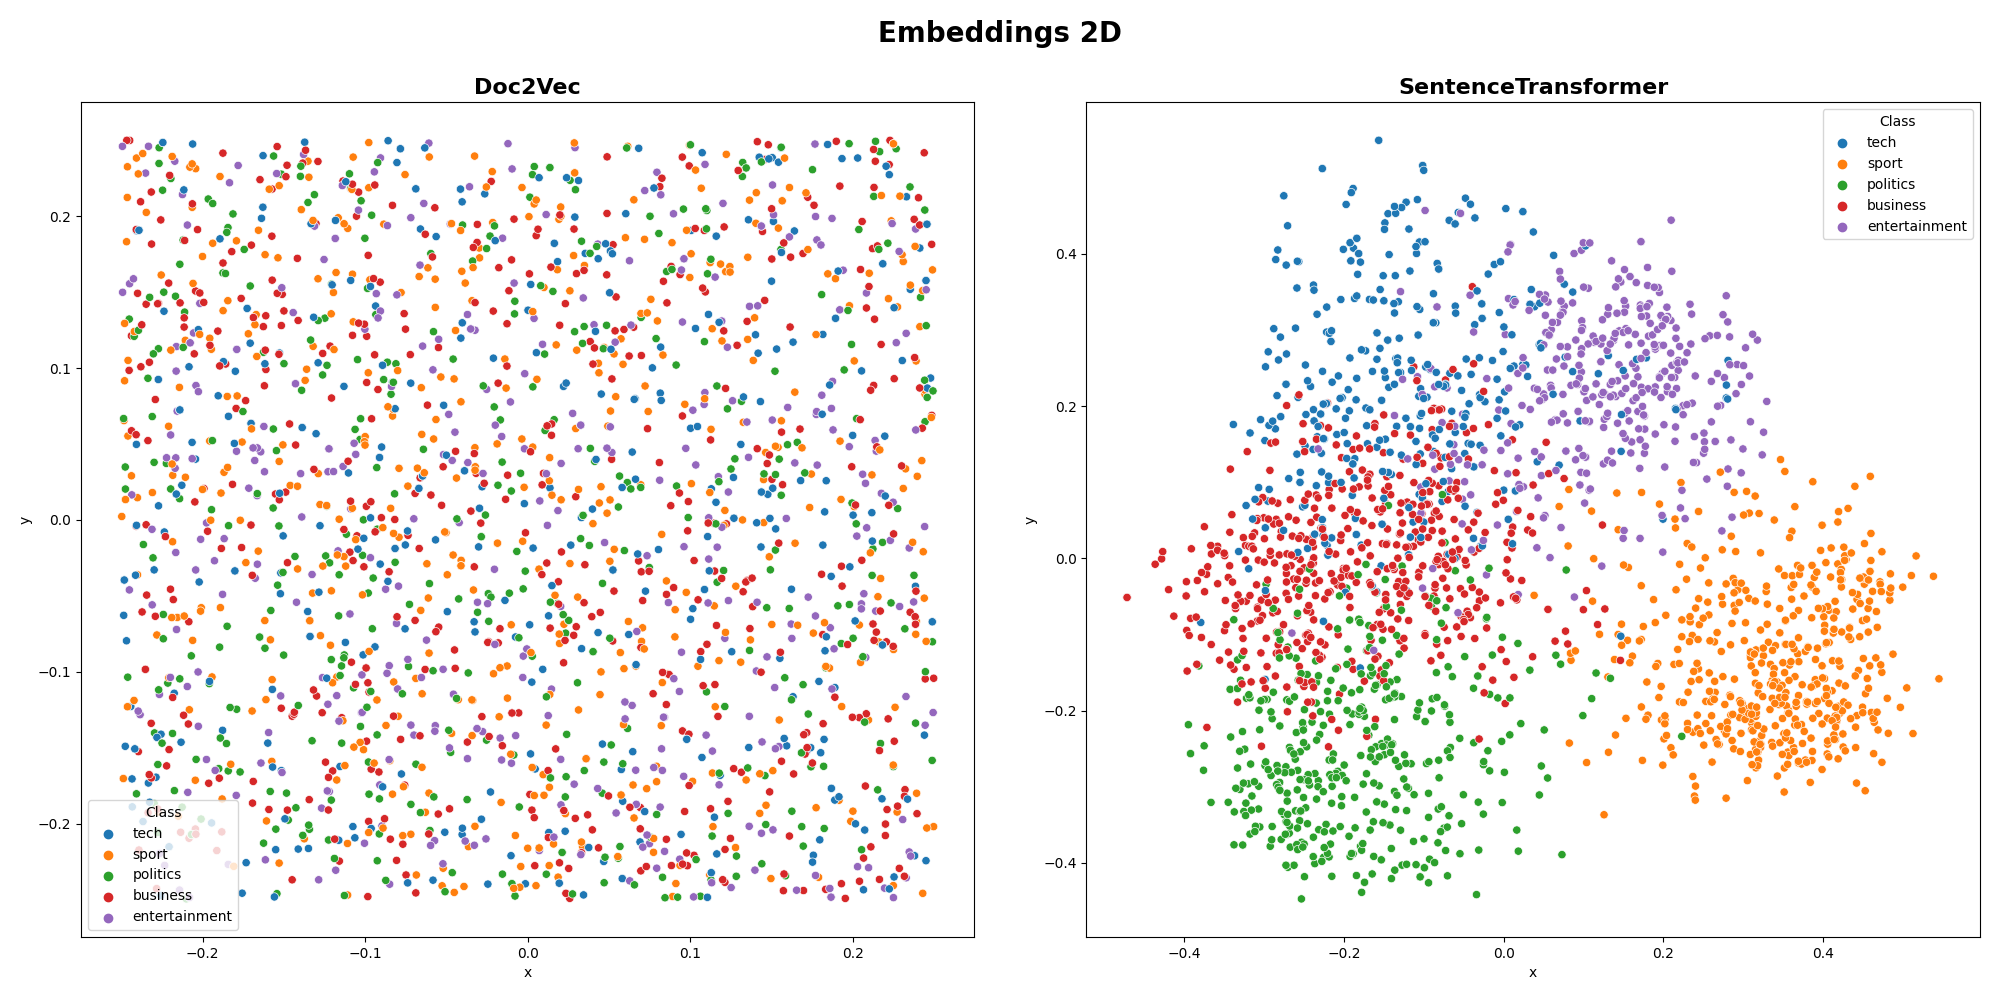 Embeddings 2D
Doc2Vec
0.2
0.1
0.0
−0.1
−0.2
y
−0.2
−0.1
0.0
0.1
0.2
x
Class
tech
sport
politics
business
entertainment
SentenceTransformer
Class
tech
sport
politics
business
entertainment
0.4
0.2
0.0
−0.2
−0.4
y
−0.4
−0.2
0.0
0.2
0.4
x